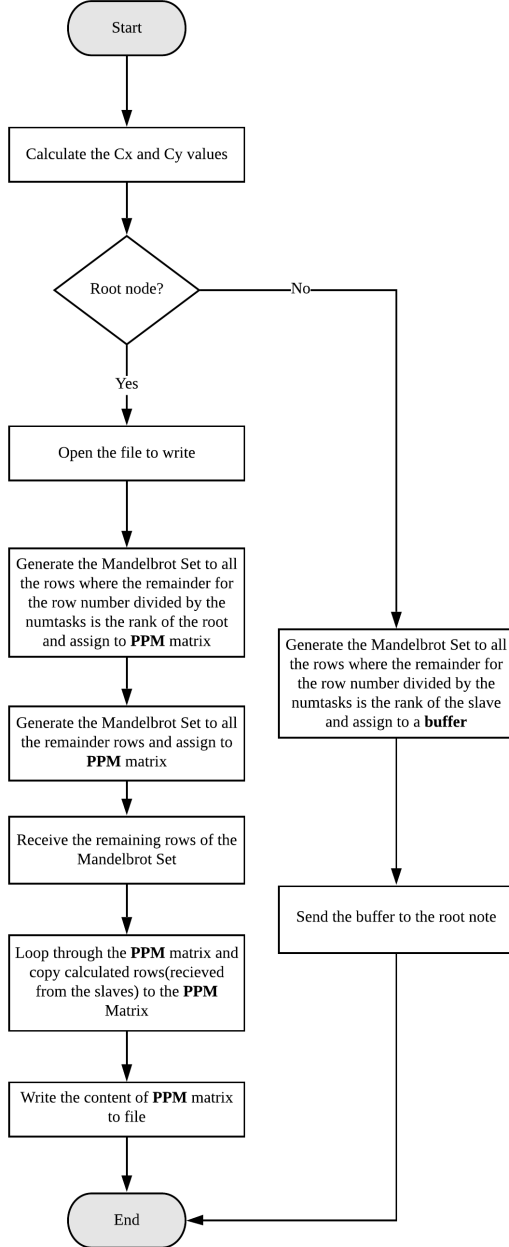 Start
Calculate the Cx and Cy values
Root node?
No
Yes
Open the file to write
Generate the Mandelbrot Set to all
the rows where the remainder for
the row number divided by the
numtasks is the rank of the root
and assign to PPM matrix
Generate the Mandelbrot Set to all
the remainder rows and assign to
PPM matrix
Receive the remaining rows of the
Mandelbrot Set
Loop through the PPM matrix and
copy calculated rows(recieved
from the slaves) to the PPM
Matrix
Write the content of PPM matrix
to file
Generate the Mandelbrot Set to all
the rows where the remainder for
the row number divided by the
numtasks is the rank of the slave
and assign to a buffer
Send the buffer to the root note
End